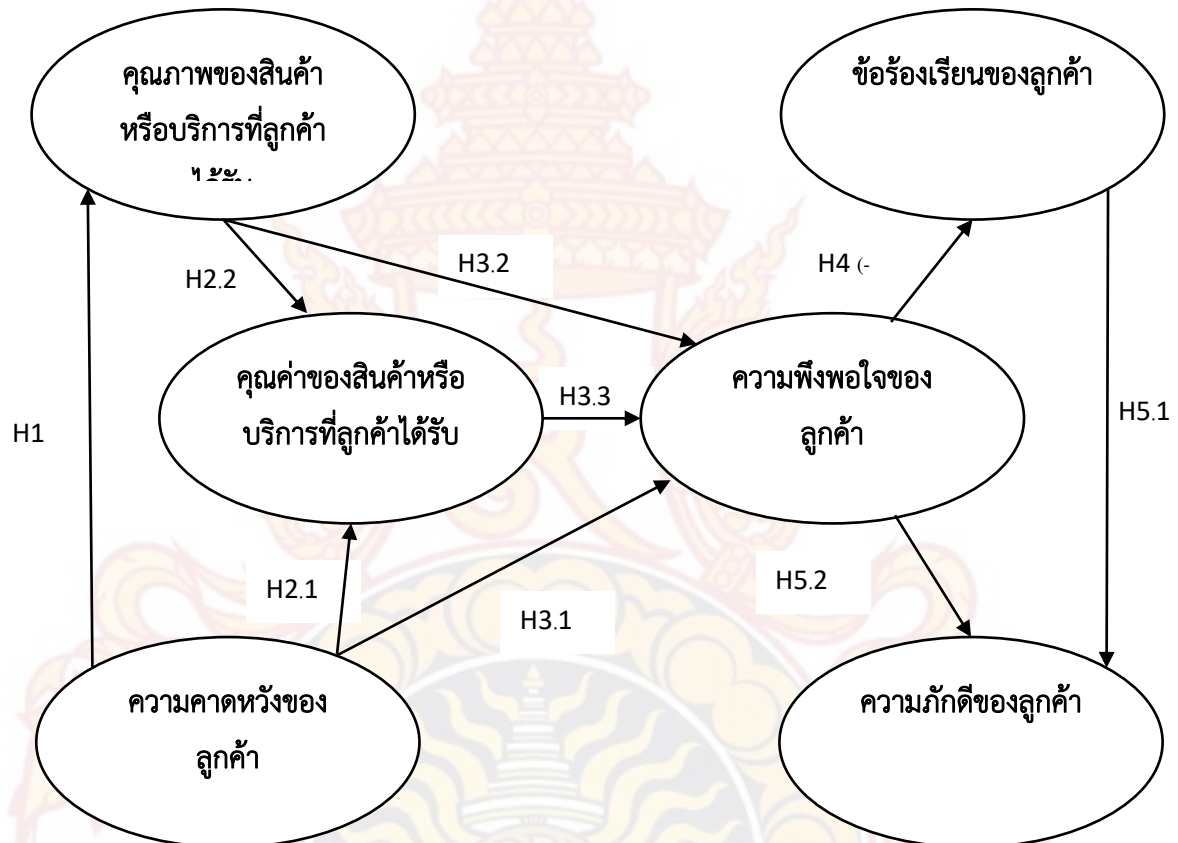 คุณภาพของสินค้า
หรือบริการที่ลูกค้า
ข้อร้องเรียนของลูกค้า
H2.2
H3.2
H4 (-
คุณค่าของสินค้าหรือ
บริการที่ลูกค้าได้รับ
H3.3
ความพึงพอใจของ
ลูกค้า
H1
H5.1
H2.1
H3.1
H5.2
ความคาดหวังของ
ลูกค้า
ความภักดีของลูกค้า